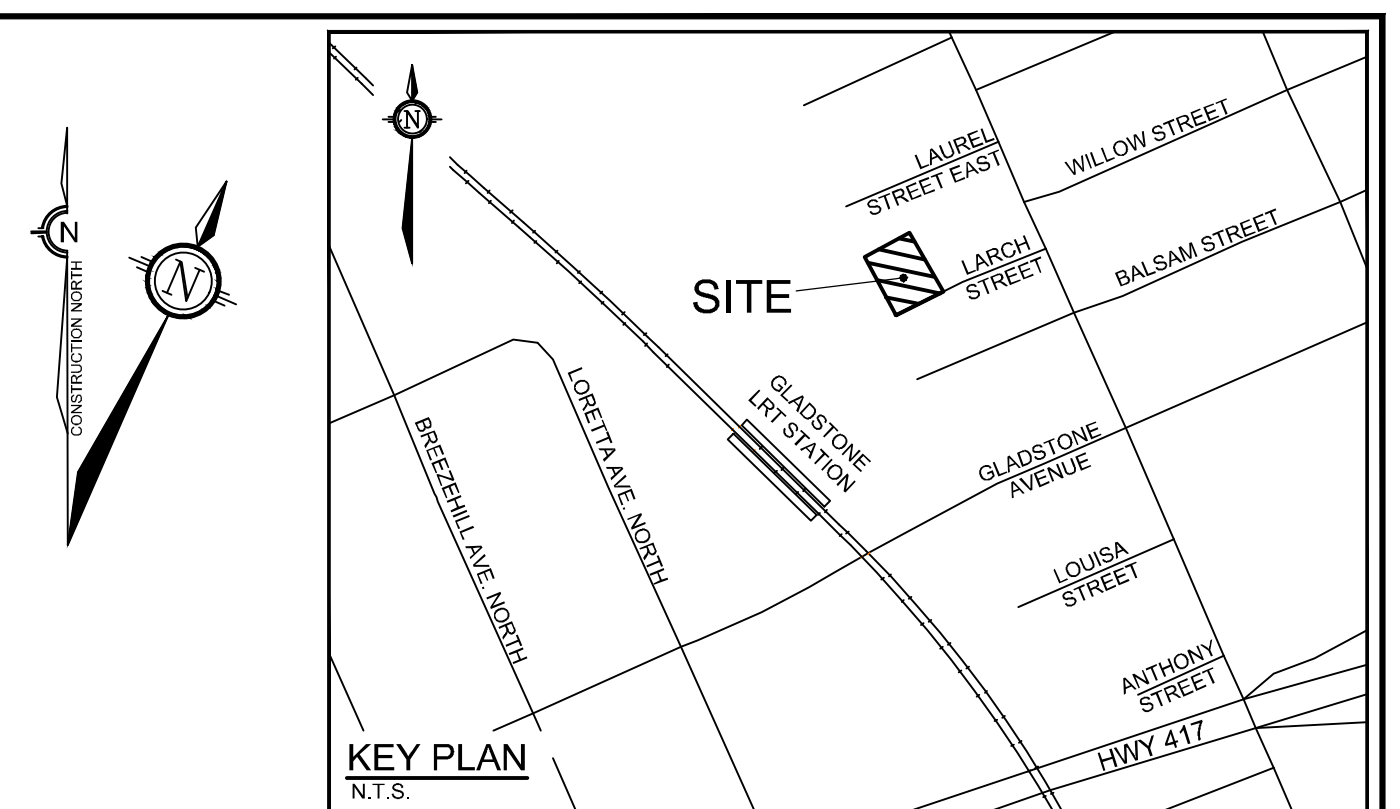 N
CONSTRUCTION NORTH
N
N
LAUREL
STREET EAST
WILLOW STREET
LARCH
STREET
BALSAM STREET
SITE
GLADSTONE
LRT STATION
LORETTA AVE. NORTH
BREEZEHILL AVE. NORTH
GLADSTONE
AVENUE
LOUISA
STREET
ANTHONY
STREET
HWY 417
KEY PLAN
N.T.S.